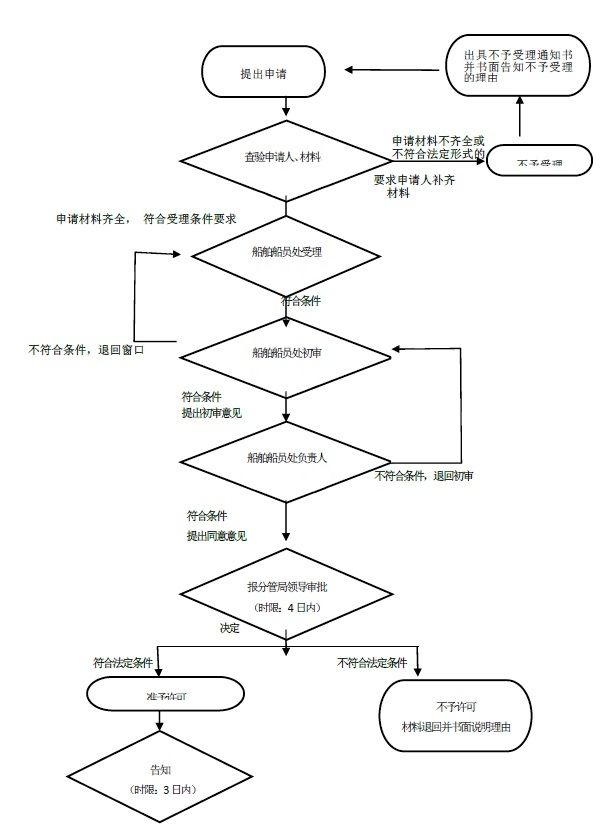 提出申请
出具不予受理通知书
并书面告知不予受理
的理由
查验申请人、材料
申请材料不齐全或
不符合法定形式的
不予受理
要求申请人补齐
材料
申请材料齐全， 符合受理条件要求
船舶船员处受理
符合条件
不符合条件，退回窗口
船舶船员处初审
符合条件
提出初审意见
船舶船员处负责人
不符合条件，退回初审
符合条件
提出同意意见
报分管局领导审批
（时限：4 日内）
决定
符合法定条件
不符合法定条件
准予许可
不予许可
材料退回并书面说明理由
告知
（时限：3 日内）